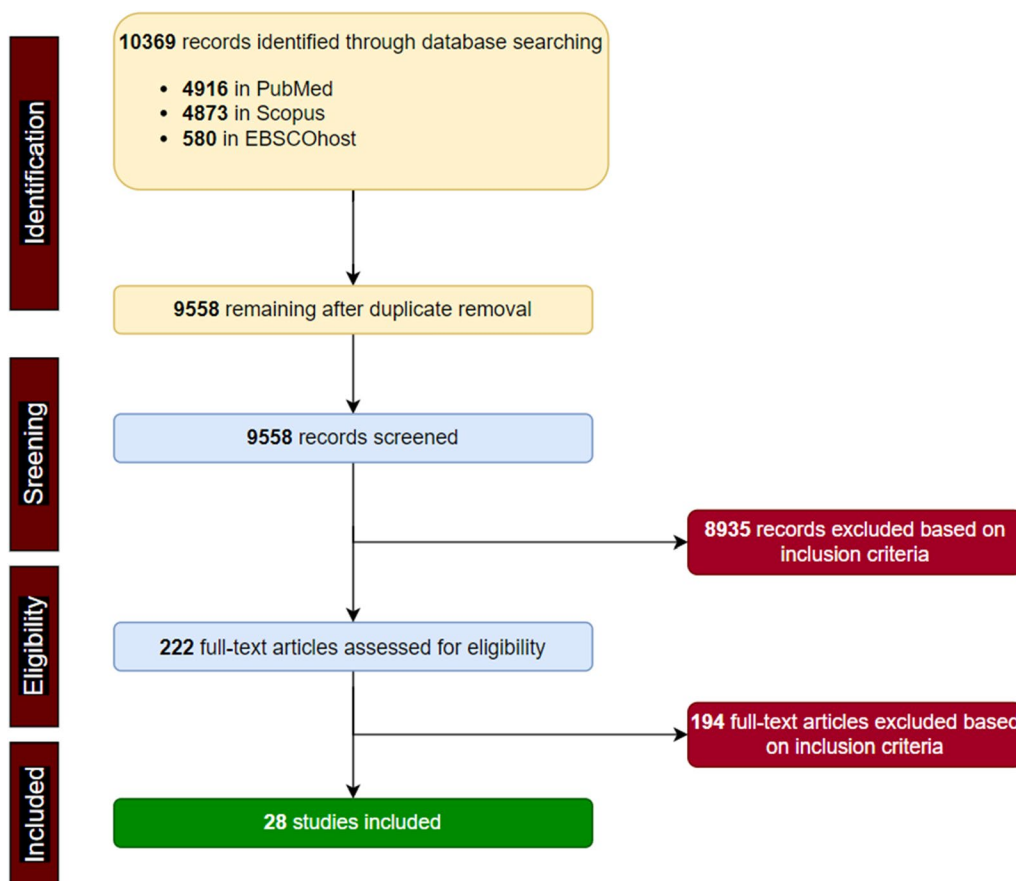 Identification
10369 records identified through database searching
• 4916 in PubMed
• 4873 in Scopus
• 580 in EBSCOhost
9558 remaining after duplicate removal
Sreening
9558 records screened
8935 records excluded based on
inclusion criteria
Eligibility
222 full-text articles assessed for eligibility
194 full-text articles excluded based
on inclusion criteria
Included
28 studies included